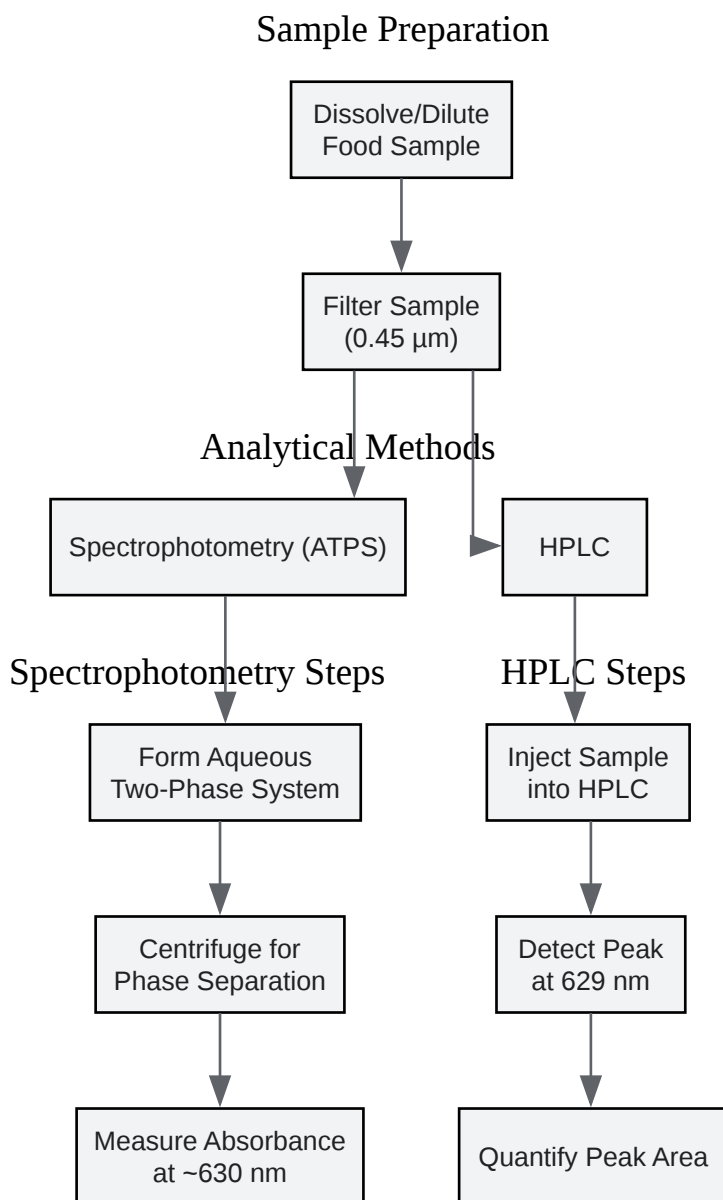 Sample Preparation
Dissolve/Dilute
Food Sample
Filter Sample
(0.45 µm)
Analytical Methods
Spectrophotometry (ATPS)
HPLC
Spectrophotometry Steps
HPLC Steps
Form Aqueous
Two-Phase System
Inject Sample
into HPLC
Centrifuge for
Phase Separation
Detect Peak
at 629 nm
Measure Absorbance
at ~630 nm
Quantify Peak Area